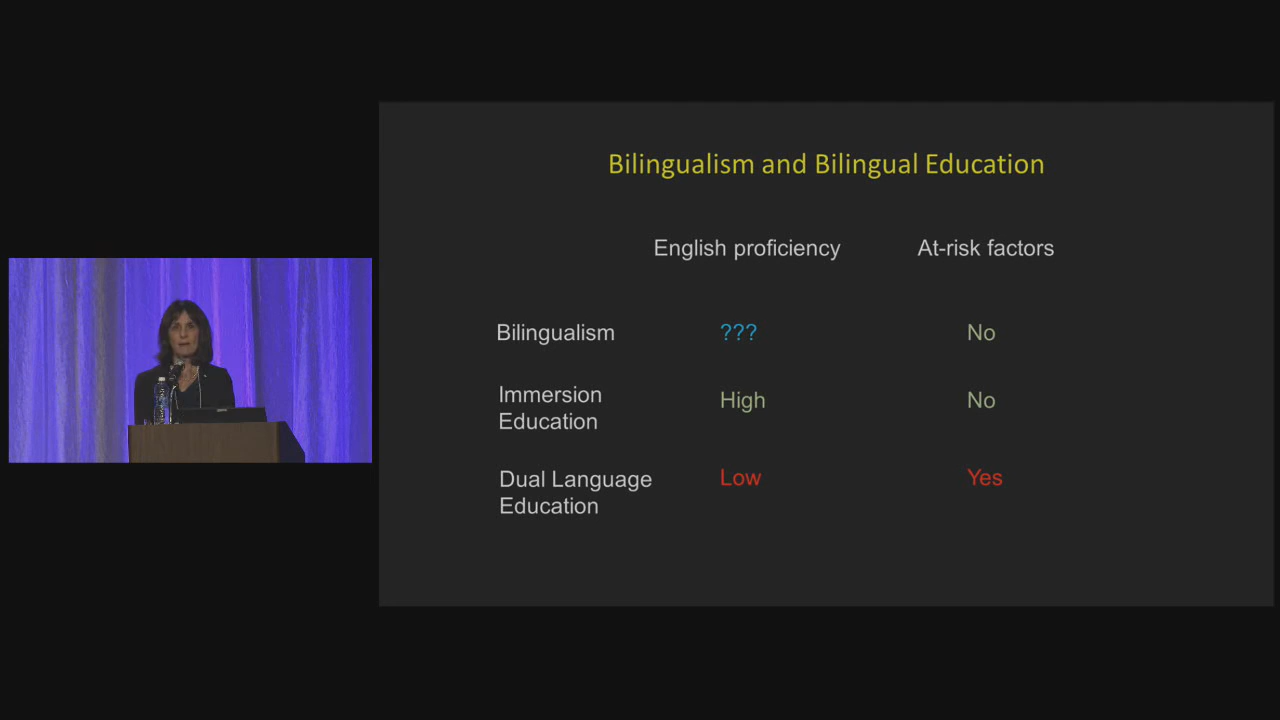 Bilingualism and Bilingual Education
English proficiency At-risk factors
Bilingualism ??? No
Immersion
Education
High No
Dual Language
Education
Low Yes